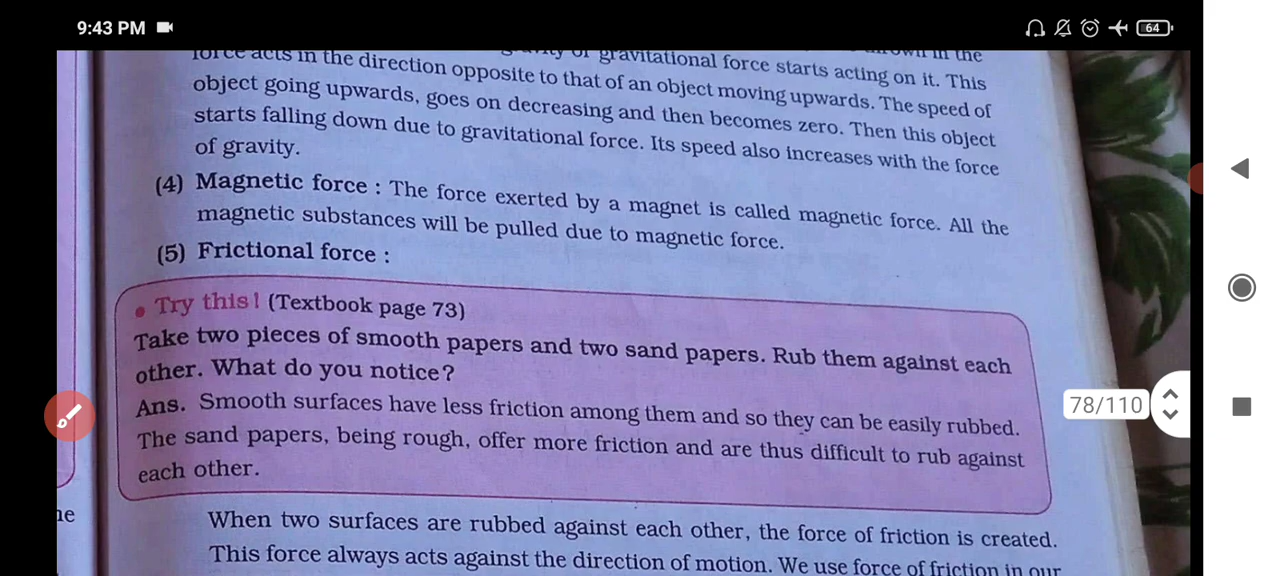 9:43 PM
64
thrown in the
gravity or gravitational force starts acting on it. This
force acts in the direction opposite to that of an object moving upwards. The speed of
object going upwards, goes on decreasing and then becomes zero. Then this object
starts falling down due to gravitational force. Its speed also increases with the force
of gravity.
(4) Magnetic force : The force exerted by a magnet is called magnetic force. All the
magnetic substances will be pulled due to magnetic force.
(5) Frictional force :
• Try this! (Textbook page 73)
Take two pieces of smooth papers and two sand papers. Rub them against each
other. What do you notice?
Ans. Smooth surfaces have less friction among them and so they can be easily rubbed.
The sand papers, being rough, offer more friction and are thus difficult to rub against
each other.
78/110
When two surfaces are rubbed against each other, the force of friction is created.
This force always acts against the direction of motion. We use force of friction in our